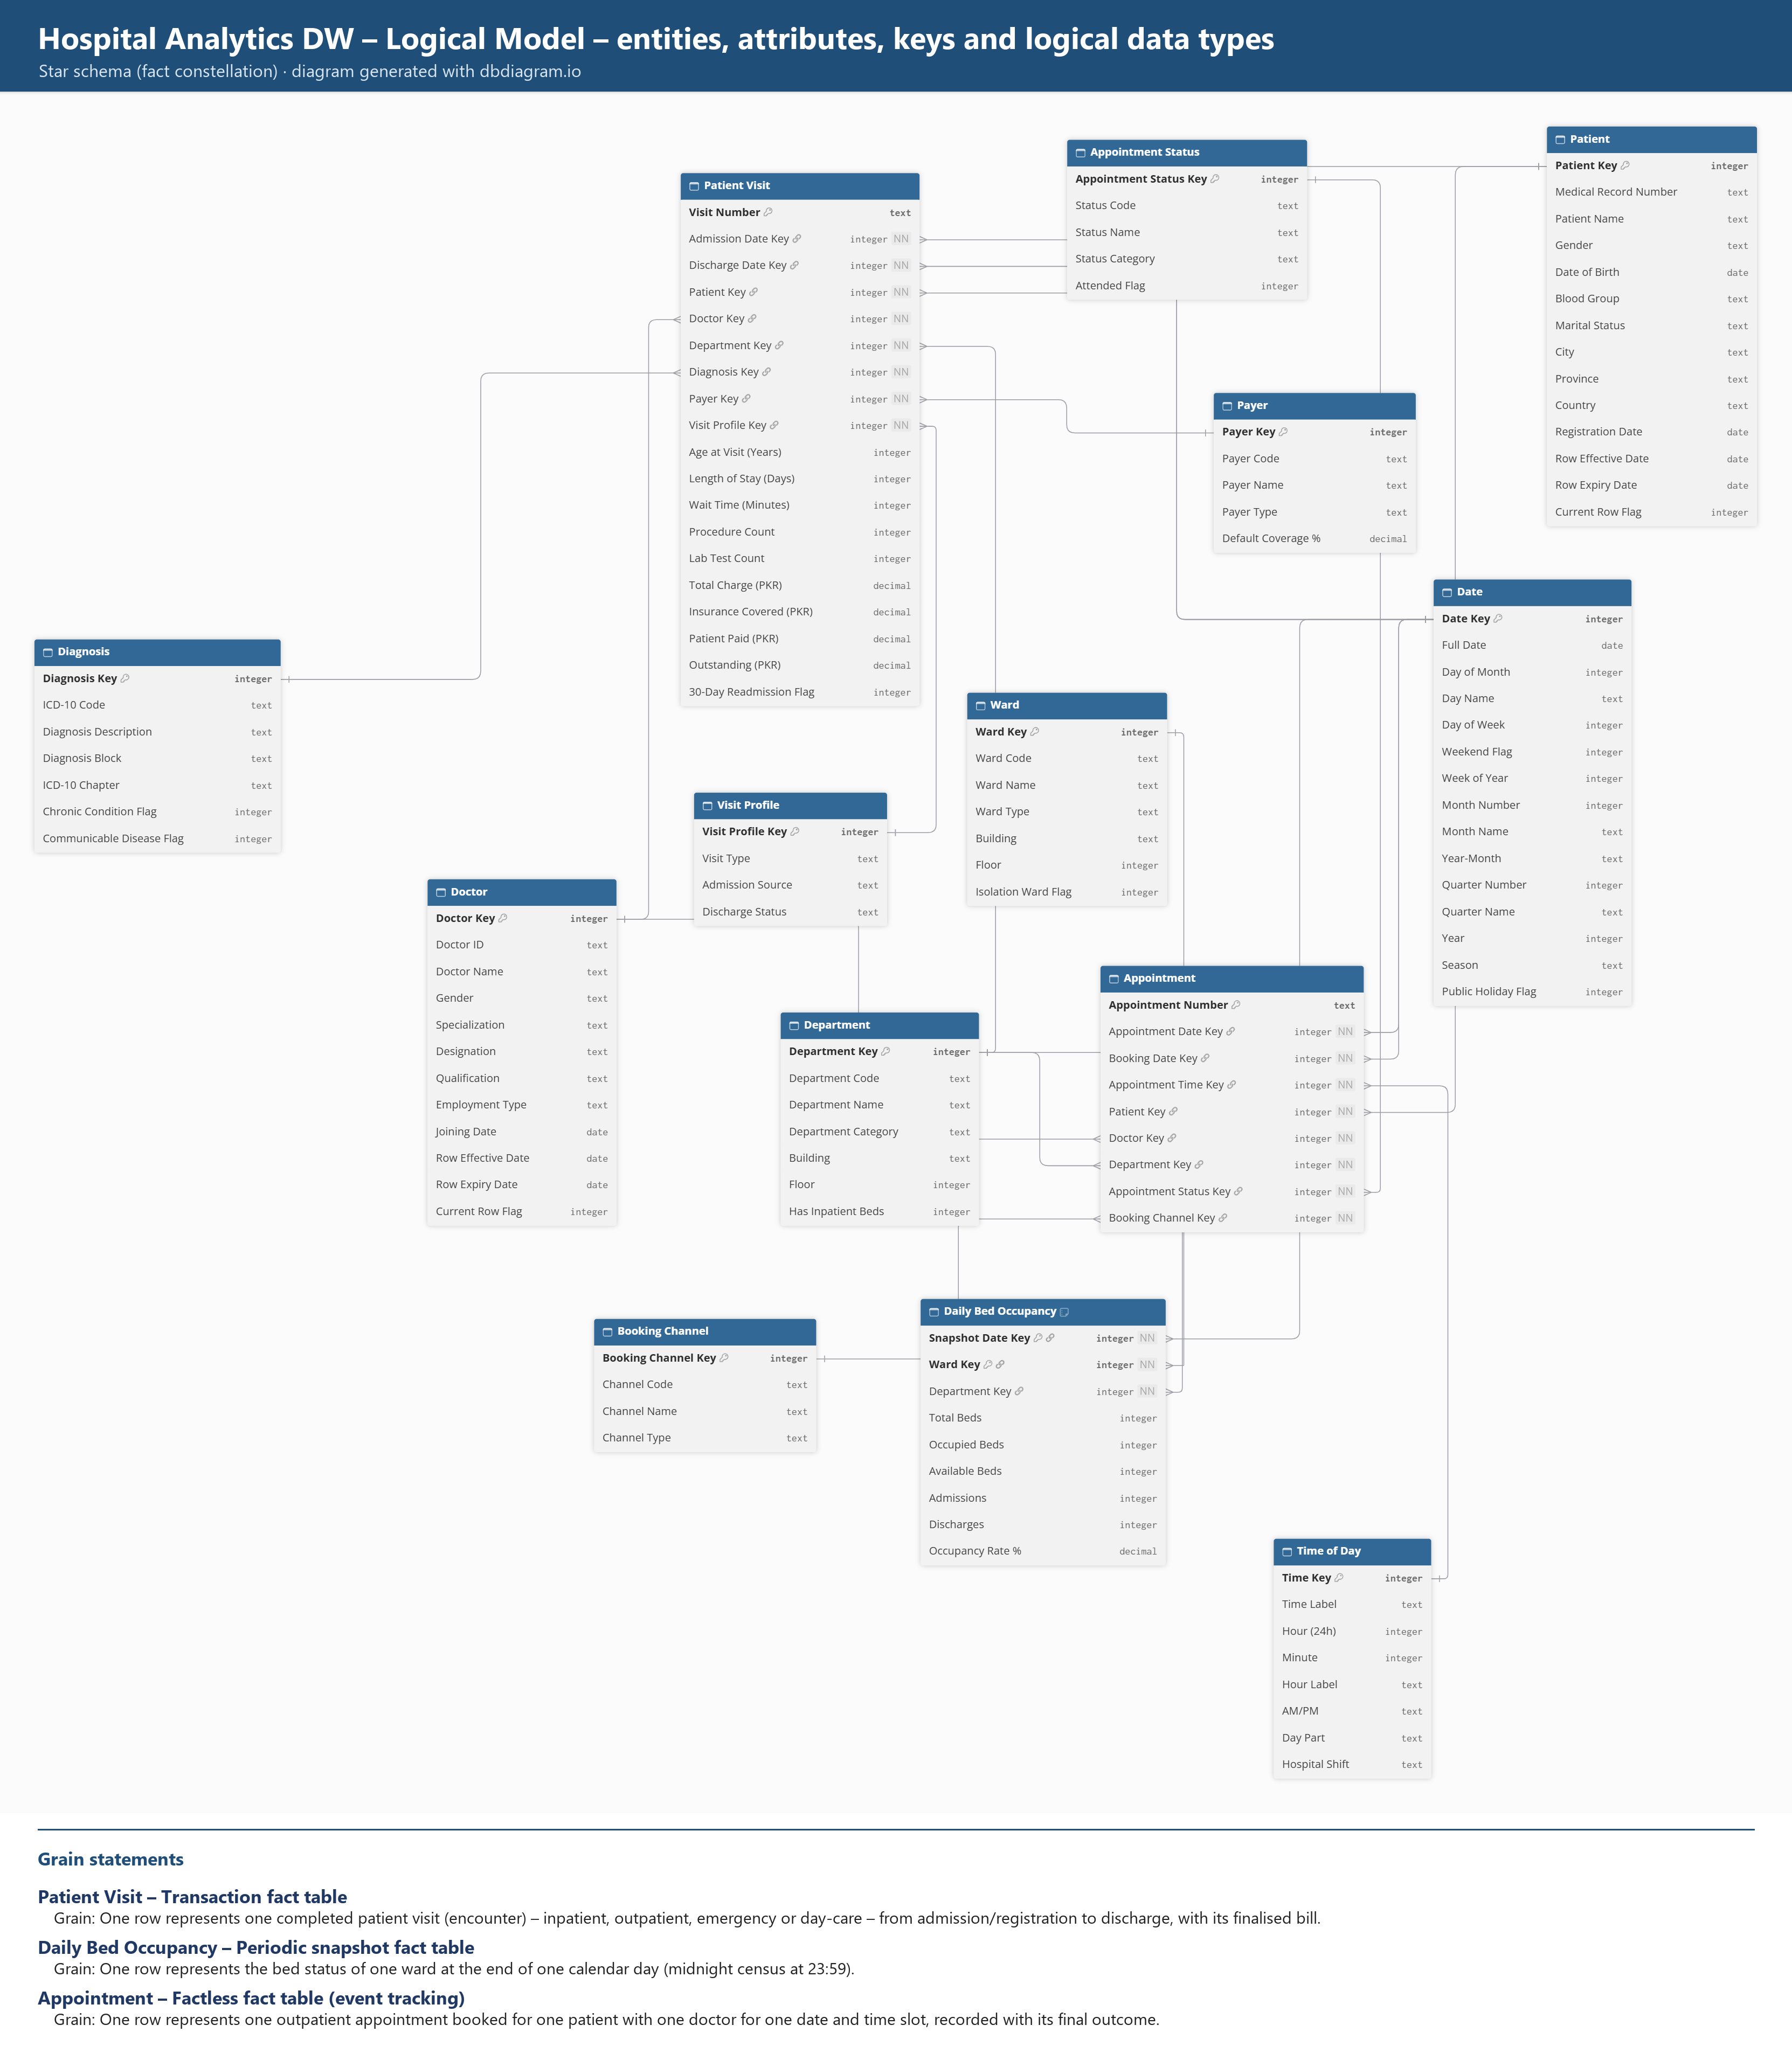 Hospital Analytics DW – Logical Model – entities, attributes, keys and logical data types
Star schema (fact constellation) · diagram generated with dbdiagram.io
Patient
Patient Key integer
Medical Record Number text
Patient Name text
Gender text
Date of Birth date
Blood Group text
Marital Status text
City text
Province text
Country text
Registration Date date
Row Effective Date date
Row Expiry Date date
Current Row Flag integer
Appointment Status
Appointment Status Key integer
Status Code text
Status Name text
Status Category text
Attended Flag integer
Patient Visit
Visit Number text
Admission Date Key integer NN
Discharge Date Key integer NN
Patient Key integer NN
Doctor Key integer NN
Department Key integer NN
Diagnosis Key integer NN
Payer Key integer NN
Visit Profile Key integer NN
Age at Visit (Years) integer
Length of Stay (Days) integer
Wait Time (Minutes) integer
Procedure Count integer
Lab Test Count integer
Total Charge (PKR) decimal
Insurance Covered (PKR) decimal
Patient Paid (PKR) decimal
Outstanding (PKR) decimal
30-Day Readmission Flag integer
Payer
Payer Key integer
Payer Code text
Payer Name text
Payer Type text
Default Coverage % decimal
Date
Date Key integer
Full Date date
Day of Month integer
Day Name text
Day of Week integer
Weekend Flag integer
Week of Year integer
Month Number integer
Month Name text
Year-Month text
Quarter Number integer
Quarter Name text
Year integer
Season text
Public Holiday Flag integer
Diagnosis
Diagnosis Key integer
ICD-10 Code text
Diagnosis Description text
Diagnosis Block text
ICD-10 Chapter text
Chronic Condition Flag integer
Communicable Disease Flag integer
Ward
Ward Key integer
Ward Code text
Ward Name text
Ward Type text
Building text
Floor integer
Isolation Ward Flag integer
Visit Profile
Visit Profile Key integer
Visit Type text
Admission Source text
Discharge Status text
Doctor
Doctor Key integer
Doctor ID text
Doctor Name text
Gender text
Specialization text
Designation text
Qualification text
Employment Type text
Joining Date date
Row Effective Date date
Row Expiry Date date
Current Row Flag integer
Appointment
Appointment Number text
Appointment Date Key integer NN
Booking Date Key integer NN
Appointment Time Key integer NN
Patient Key integer NN
Doctor Key integer NN
Department Key integer NN
Appointment Status Key integer NN
Booking Channel Key integer NN
Department
Department Key integer
Department Code text
Department Name text
Department Category text
Building text
Floor integer
Has Inpatient Beds integer
Daily Bed Occupancy
Snapshot Date Key integer NN
Ward Key integer NN
Department Key integer NN
Total Beds integer
Occupied Beds integer
Available Beds integer
Admissions integer
Discharges integer
Occupancy Rate % decimal
Booking Channel
Booking Channel Key integer
Channel Code text
Channel Name text
Channel Type text
Time of Day
Time Key integer
Time Label text
Hour (24h) integer
Minute integer
Hour Label text
AM/PM text
Day Part text
Hospital Shift text
Grain statements
Patient Visit – Transaction fact table
Grain: One row represents one completed patient visit (encounter) – inpatient, outpatient, emergency or day-care – from admission/registration to discharge, with its finalised bill.
Daily Bed Occupancy – Periodic snapshot fact table
Grain: One row represents the bed status of one ward at the end of one calendar day (midnight census at 23:59).
Appointment – Factless fact table (event tracking)
Grain: One row represents one outpatient appointment booked for one patient with one doctor for one date and time slot, recorded with its final outcome.